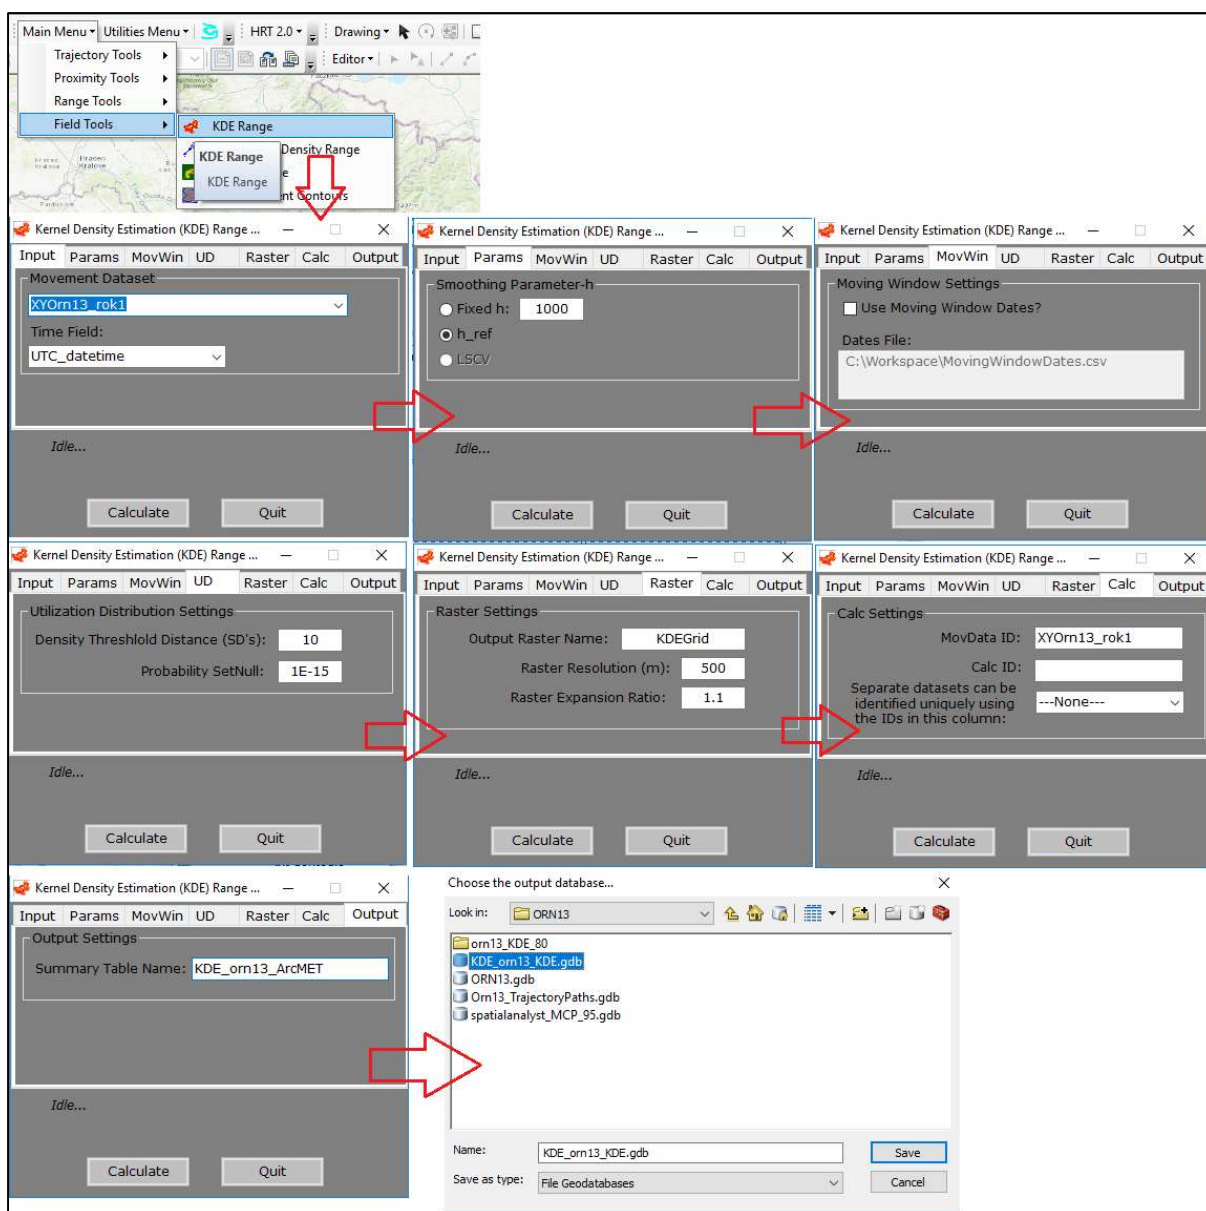 Main Menu Utilities Menu HRT 2.0 Drawing
Trajectory Tools
Proximity Tools Editor
Range Tools
Field Tools KDE Range
KDE Range Density Range
KDE Range
Contours
Kernel Density Estimation (KDE) Range ...
Input Params MovWin UD Raster Calc Output
Movement Dataset
XYOrn13_rok1
Time Field:
UTC_datetime
Idle...
Calculate Quit
Kernel Density Estimation (KDE) Range ...
Input Params MovWin UD Raster Calc Output
Smoothing Parameter-h
Fixed h: 1000
h_ref
LSCV
Idle...
Calculate Quit
Kernel Density Estimation (KDE) Range ...
Input Params MovWin UD Raster Calc Output
Moving Window Settings
Use Moving Window Dates?
Dates File:
C:\Workspace\MovingWindowDates.csv
Idle...
Calculate Quit
Kernel Density Estimation (KDE) Range ...
Input Params MovWin UD Raster Calc Output
Utilization Distribution Settings
Density Threshlold Distance (SD's): 10
Probability SetNull: 1E-15
Idle...
Calculate Quit
Kernel Density Estimation (KDE) Range ...
Input Params MovWin UD Raster Calc Output
Raster Settings
Output Raster Name: KDEGrid
Raster Resolution (m): 500
Raster Expansion Ratio: 1.1
Idle...
Calculate Quit
Kernel Density Estimation (KDE) Range ...
Input Params MovWin UD Raster Calc Output
Calc Settings
MovData ID: XYOrn13_rok1
Calc ID:
Separate datasets can be
identified uniquely using ---None---
the IDs in this column:
Idle...
Calculate Quit
Kernel Density Estimation (KDE) Range ...
Input Params MovWin UD Raster Calc Output
Output Settings
Summary Table Name: KDE_orn13_ArcMET
Idle...
Calculate Quit
Choose the output database...
Look in: ORN13
orn13_KDE_80
KDE_orn13_KDE.gdb
ORN13.gdb
Orn13_TrajectoryPaths.gdb
spatialanalyst_MCP_95.gdb
Name: KDE_orn13_KDE.gdb Save
Save as type: File Geodatabases Cancel